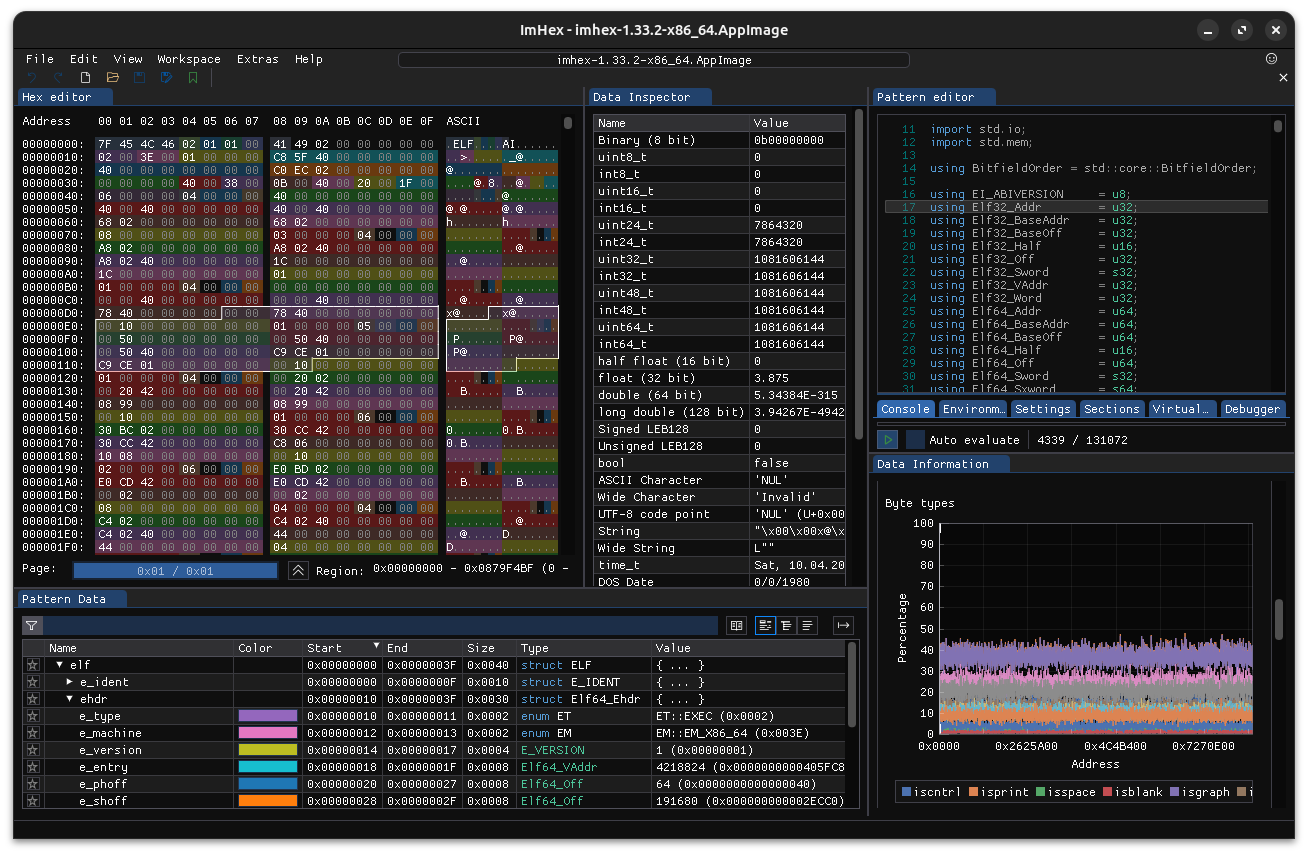 ImHex - imhex-1.33.2-x86_64.AppImage
File Edit View Workspace Extras Help
imhex-1.33.2-x86_64.AppImage
Hex editor
Address 00 01 02 03 04 05 06 07 08 09 0A 0B 0C 0D 0E 0F ASCII
00000000: 7F 45 4C 46 02 01 01 00 41 49 02 00 00 00 00 00 .ELF....AI......
00000010: 02 00 3E 00 01 00 00 00 C8 5F 40 00 00 00 00 00 ..>......_@.....
00000020: 40 00 00 00 00 00 00 00 C0 EC 02 00 00 00 00 00 @...............
00000030: 00 00 00 00 40 00 38 00 0B 00 40 00 20 00 1F 00 ....@.8...@. ...
00000040: 06 00 00 00 04 00 00 00 40 00 00 00 00 00 00 00 ........@.......
00000050: 40 00 40 00 00 00 00 00 40 00 40 00 00 00 00 00 @.@.....@.@.....
00000060: 68 02 00 00 00 00 00 00 68 02 00 00 00 00 00 00 h.......h.......
00000070: 08 00 00 00 00 00 00 00 03 00 00 00 04 00 00 00 ................
00000080: A8 02 00 00 00 00 00 00 A8 02 40 00 00 00 00 00 ..........@.....
00000090: A8 02 40 00 00 00 00 00 1C 00 00 00 00 00 00 00 ..@.............
000000A0: 1C 00 00 00 00 00 00 00 01 00 00 00 00 00 00 00 ................
000000B0: 01 00 00 00 04 00 00 00 00 00 00 00 00 00 00 00 ................
000000C0: 00 00 40 00 00 00 00 00 00 00 40 00 00 00 00 00 ..@.......@.....
000000D0: 78 40 00 00 00 00 00 00 78 40 00 00 00 00 00 00 x@......x@......
000000E0: 00 10 00 00 00 00 00 00 01 00 00 00 05 00 00 00 ................
000000F0: 00 50 00 00 00 00 00 00 00 50 40 00 00 00 00 00 .P.......P@.....
00000100: 00 50 40 00 00 00 00 00 C9 CE 01 00 00 00 00 00 .P@.............
00000110: C9 CE 01 00 00 00 00 00 00 10 00 00 00 00 00 00 ................
00000120: 01 00 00 00 04 00 00 00 00 20 02 00 00 00 00 00 ......... ......
00000130: 00 20 42 00 00 00 00 00 00 20 42 00 00 00 00 00 . B...... B.....
00000140: 08 99 00 00 00 00 00 00 08 99 00 00 00 00 00 00 ................
00000150: 00 10 00 00 00 00 00 00 01 00 00 00 06 00 00 00 ................
00000160: 30 BC 02 00 00 00 00 00 30 CC 42 00 00 00 00 00 0.......0.B.....
00000170: 30 CC 42 00 00 00 00 00 C8 06 00 00 00 00 00 00 0.B.............
00000180: 10 08 00 00 00 00 00 00 00 10 00 00 00 00 00 00 ................
00000190: 02 00 00 00 06 00 00 00 E0 BD 02 00 00 00 00 00 ................
000001A0: E0 CD 42 00 00 00 00 00 E0 CD 42 00 00 00 00 00 ..B.......B.....
000001B0: 00 02 00 00 00 00 00 00 00 02 00 00 00 00 00 00 ................
000001C0: 08 00 00 00 00 00 00 00 04 00 00 00 04 00 00 00 ................
000001D0: C4 02 00 00 00 00 00 00 C4 02 40 00 00 00 00 00 ..........@.....
000001E0: C4 02 40 00 00 00 00 00 44 00 00 00 00 00 00 00 ..@.....D.......
000001F0: 44 00 00 00 00 00 00 00 04 00 00 00 00 00 00 00 D...............
Page: 0x01 / 0x01 Region: 0x00000000 - 0x0879F4BF (0 -
Data Inspector
Name Value
Binary (8 bit) 0b00000000
uint8_t 0
int8_t 0
uint16_t 0
int16_t 0
uint24_t 7864320
int24_t 7864320
uint32_t 1081606144
int32_t 1081606144
uint48_t 1081606144
int48_t 1081606144
uint64_t 1081606144
int64_t 1081606144
half float (16 bit) 0
float (32 bit) 3.875
double (64 bit) 5.34384E-315
long double (128 bit) 3.94267E-4942
Signed LEB128 0
Unsigned LEB128 0
bool false
ASCII Character 'NUL'
Wide Character 'Invalid'
UTF-8 code point 'NUL' (U+0x00
String "\x00\x00x@\x
Wide String L""
time_t Sat, 10.04.20
DOS Date 0/0/1980
Pattern editor
11 import std.io;
12 import std.mem;
13
14 using BitfieldOrder = std::core::BitfieldOrder;
15
16 using EI_ABIVERSION = u8;
17 using Elf32_Addr = u32;
18 using Elf32_BaseAddr = u32;
19 using Elf32_BaseOff = u32;
20 using Elf32_Half = u16;
21 using Elf32_Off = u32;
22 using Elf32_Sword = s32;
23 using Elf32_VAddr = u32;
24 using Elf32_Word = u32;
25 using Elf64_Addr = u64;
26 using Elf64_BaseAddr = u64;
27 using Elf64_BaseOff = u64;
28 using Elf64_Half = u16;
29 using Elf64_Off = u64;
30 using Elf64_Sword = s32;
31 using Elf64_Sxword = s64;
Console Environm… Settings Sections Virtual… Debugger
Auto evaluate 4339 / 131072
Data Information
Byte types
100
90
80
70
60
50
40
30
20
10
0
Percentage
0x0000 0x2625A00 0x4C4B400 0x7270E00
Address
iscntrl isprint isspace isblank isgraph i
Pattern Data
Name Color Start End Size Type Value
elf 0x00000000 0x0000003F 0x0040 struct ELF { ... }
e_ident 0x00000000 0x0000000F 0x0010 struct E_IDENT { ... }
ehdr 0x00000010 0x0000003F 0x0030 struct Elf64_Ehdr { ... }
e_type 0x00000010 0x00000011 0x0002 enum ET ET::EXEC (0x0002)
e_machine 0x00000012 0x00000013 0x0002 enum EM EM::EM_X86_64 (0x003E)
e_version 0x00000014 0x00000017 0x0004 E_VERSION 1 (0x00000001)
e_entry 0x00000018 0x0000001F 0x0008 Elf64_VAddr 4218824 (0x0000000000405FC8
e_phoff 0x00000020 0x00000027 0x0008 Elf64_Off 64 (0x0000000000000040)
e_shoff 0x00000028 0x0000002F 0x0008 Elf64_Off 191680 (0x000000000002ECC0)